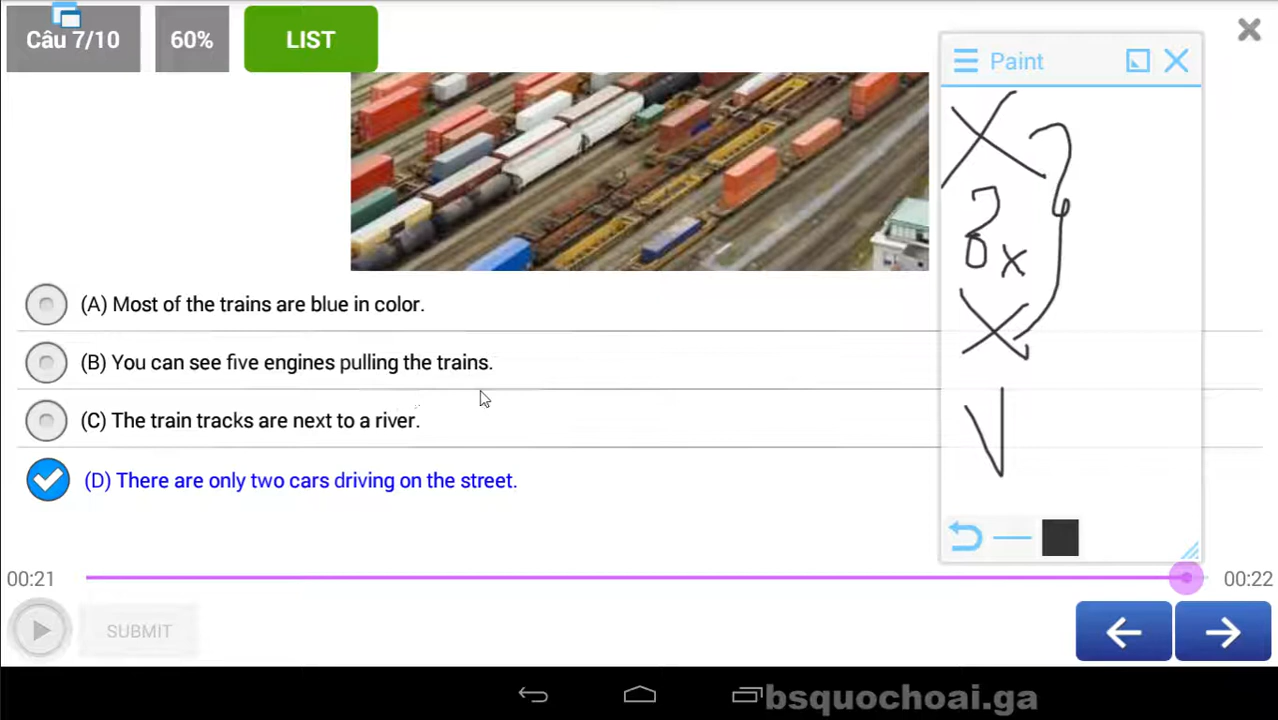 Câu 7/10
60%
LIST
Paint
X
X
X
V
(A) Most of the trains are blue in color.
(B) You can see five engines pulling the trains.
(C) The train tracks are next to a river.
(D) There are only two cars driving on the street.
00:21
00:22
SUBMIT
bsquochoai.ga